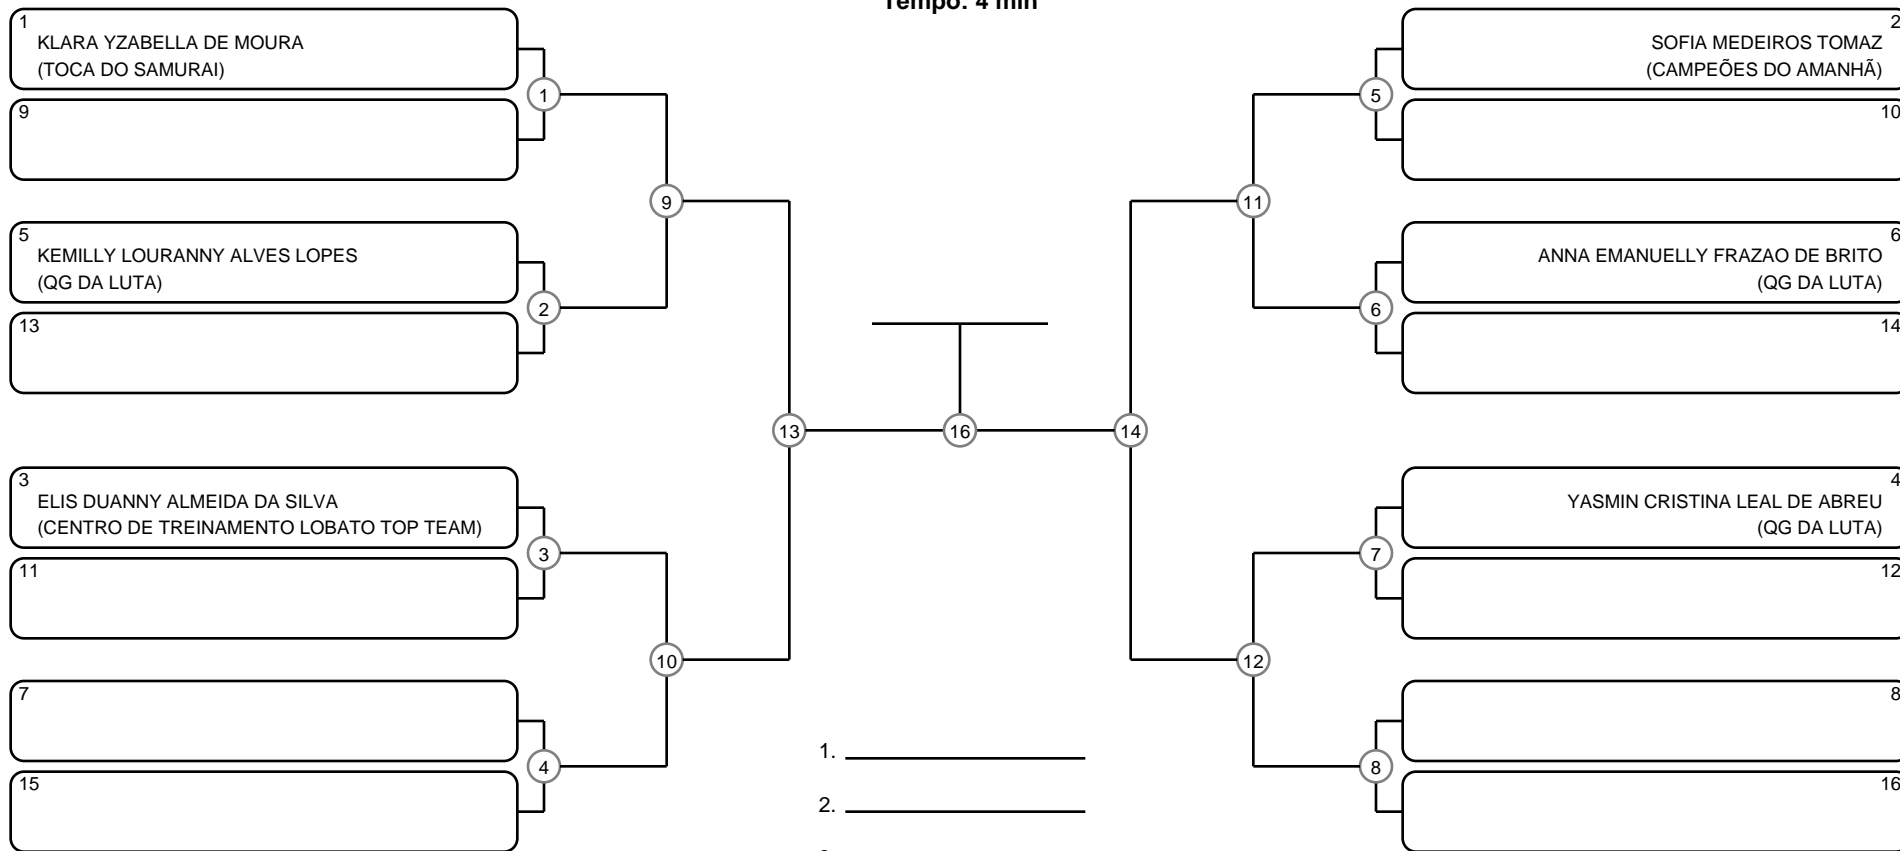 Tempo: 4 min
1
KLARA YZABELLA DE MOURA
(TOCA DO SAMURAI)
9
1
5
KEMILLY LOURANNY ALVES LOPES
(QG DA LUTA)
13
2
9
3
ELIS DUANNY ALMEIDA DA SILVA
(CENTRO DE TREINAMENTO LOBATO TOP TEAM)
11
3
7
15
4
10
13
16
14
2
SOFIA MEDEIROS TOMAZ
(CAMPEÕES DO AMANHÃ)
10
5
11
6
ANNA EMANUELLY FRAZAO DE BRITO
(QG DA LUTA)
14
6
4
YASMIN CRISTINA LEAL DE ABREU
(QG DA LUTA)
12
7
12
8
16
8
1.
2.